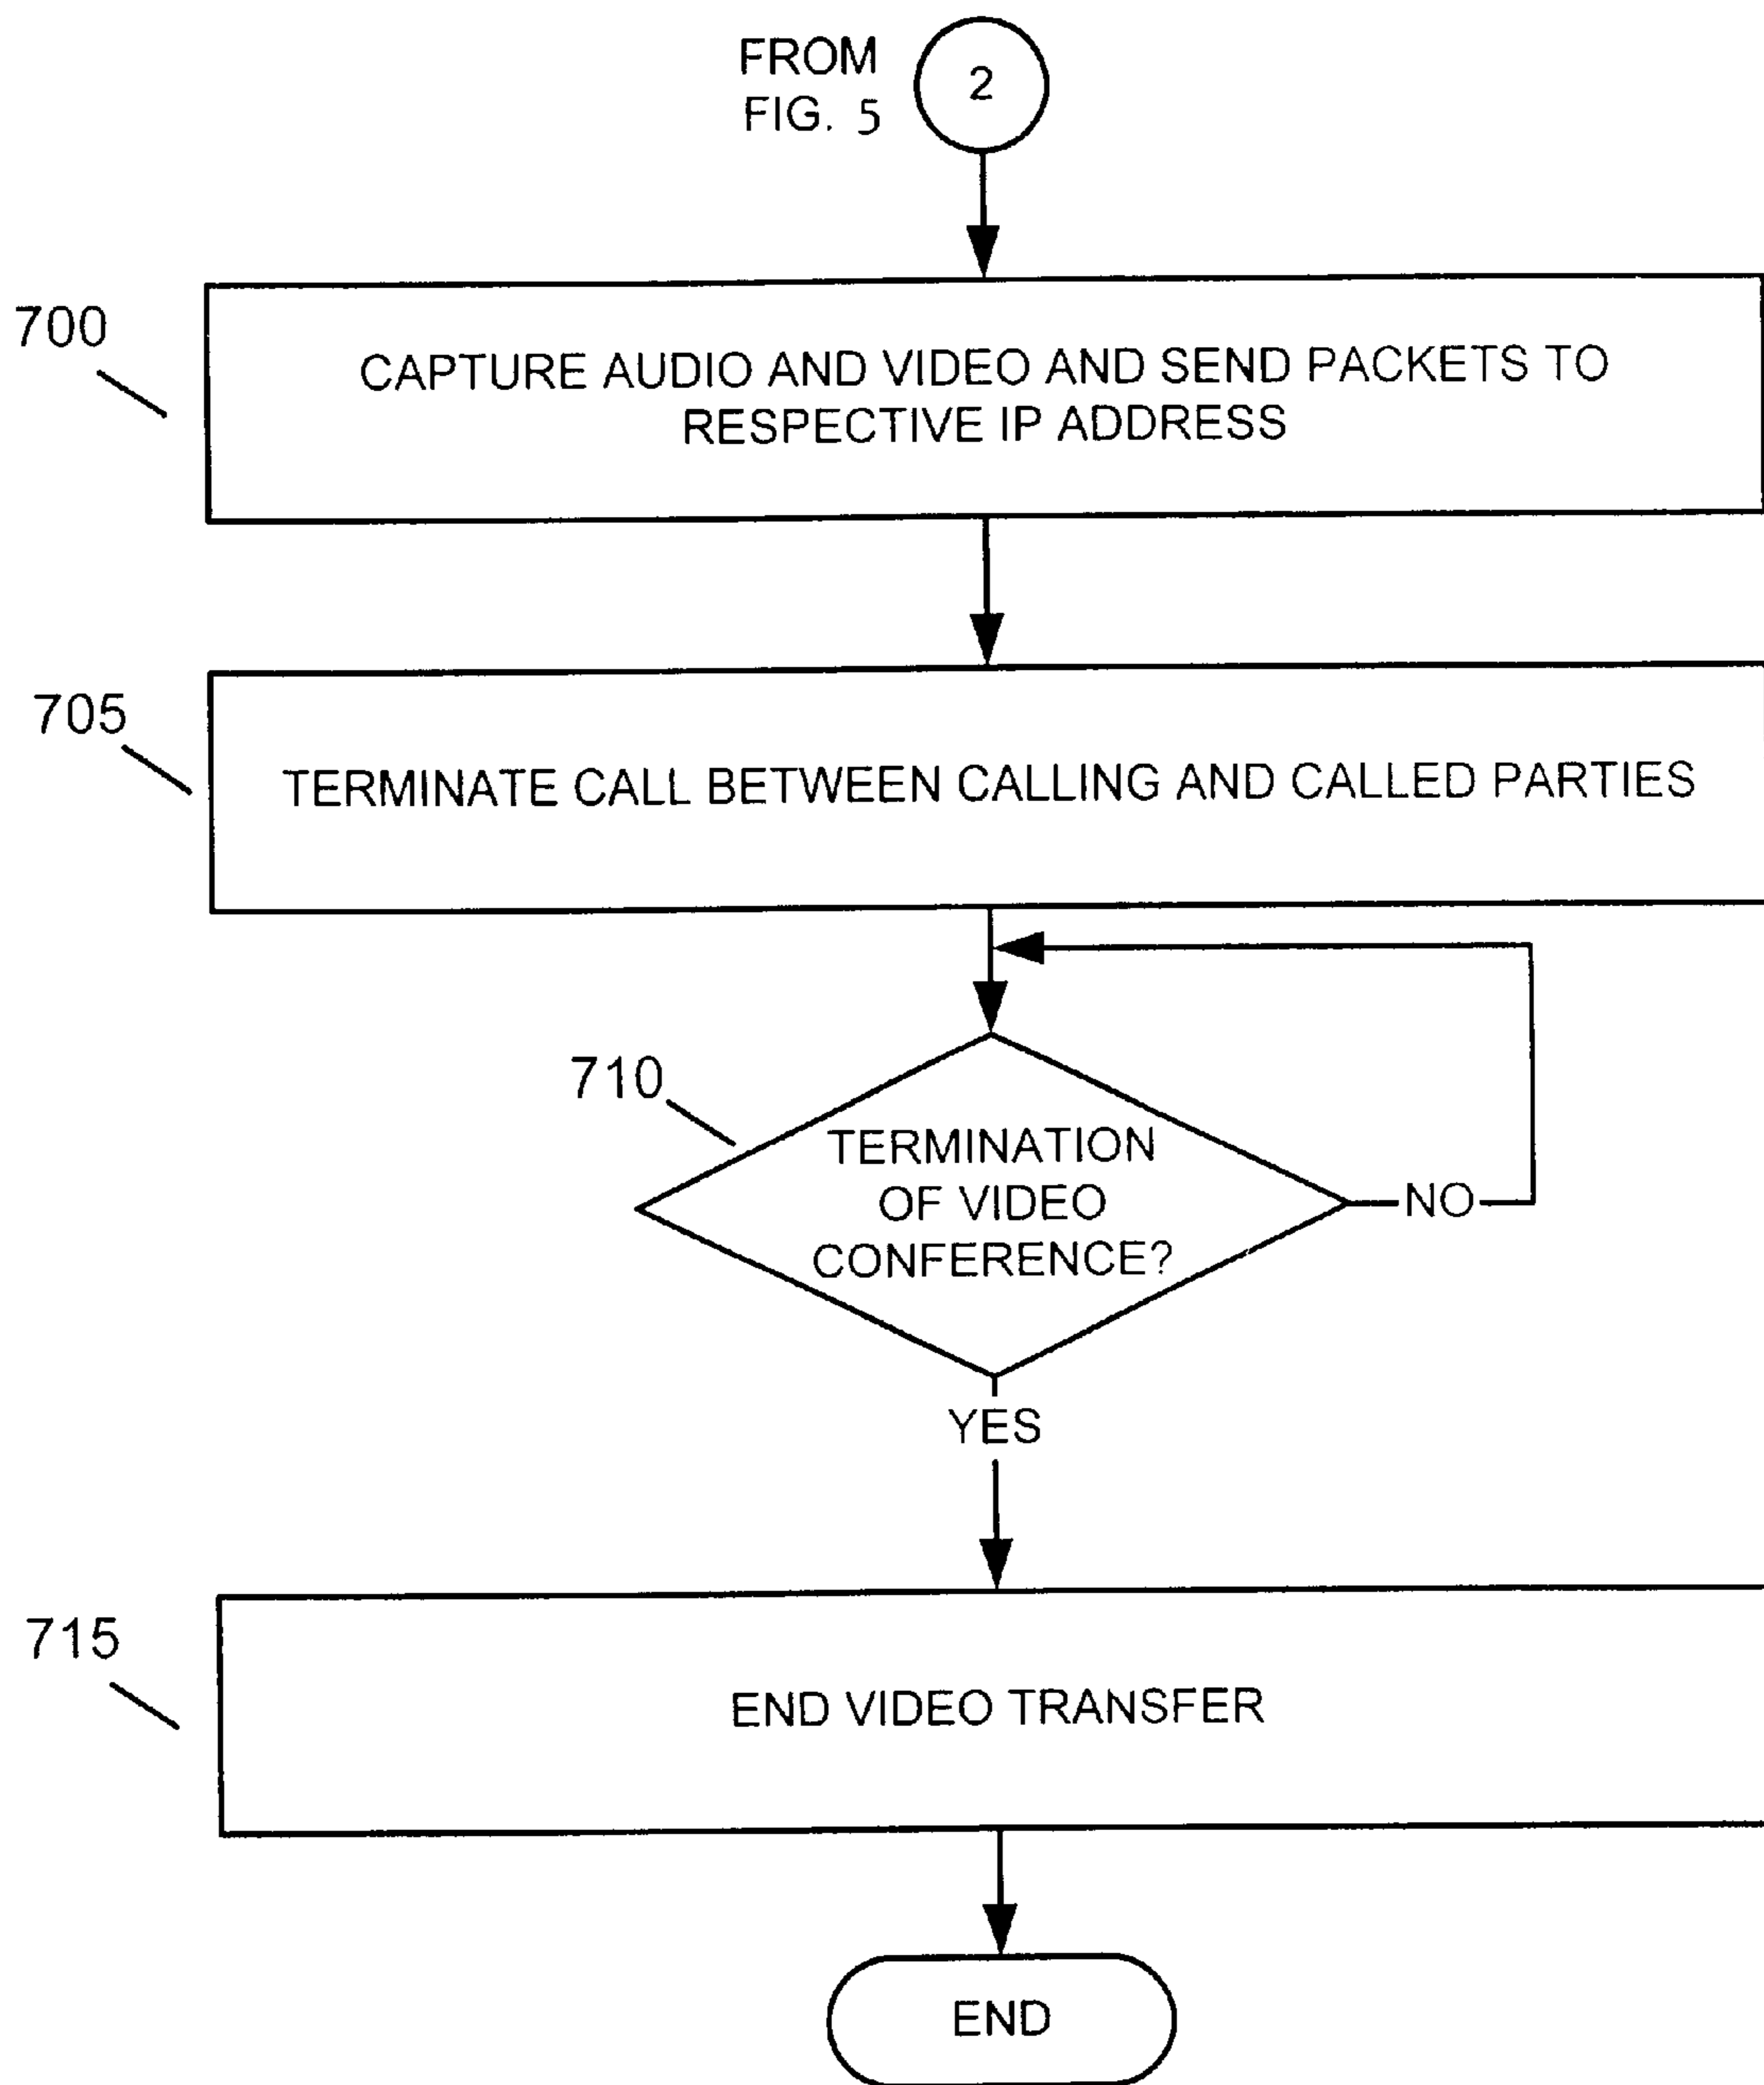 FROM
FIG. 5
2
700
CAPTURE AUDIO AND VIDEO AND SEND PACKETS TO
RESPECTIVE IP ADDRESS
705
TERMINATE CALL BETWEEN CALLING AND CALLED PARTIES
710
TERMINATION
OF VIDEO
CONFERENCE?
NO
YES
715
END VIDEO TRANSFER
END